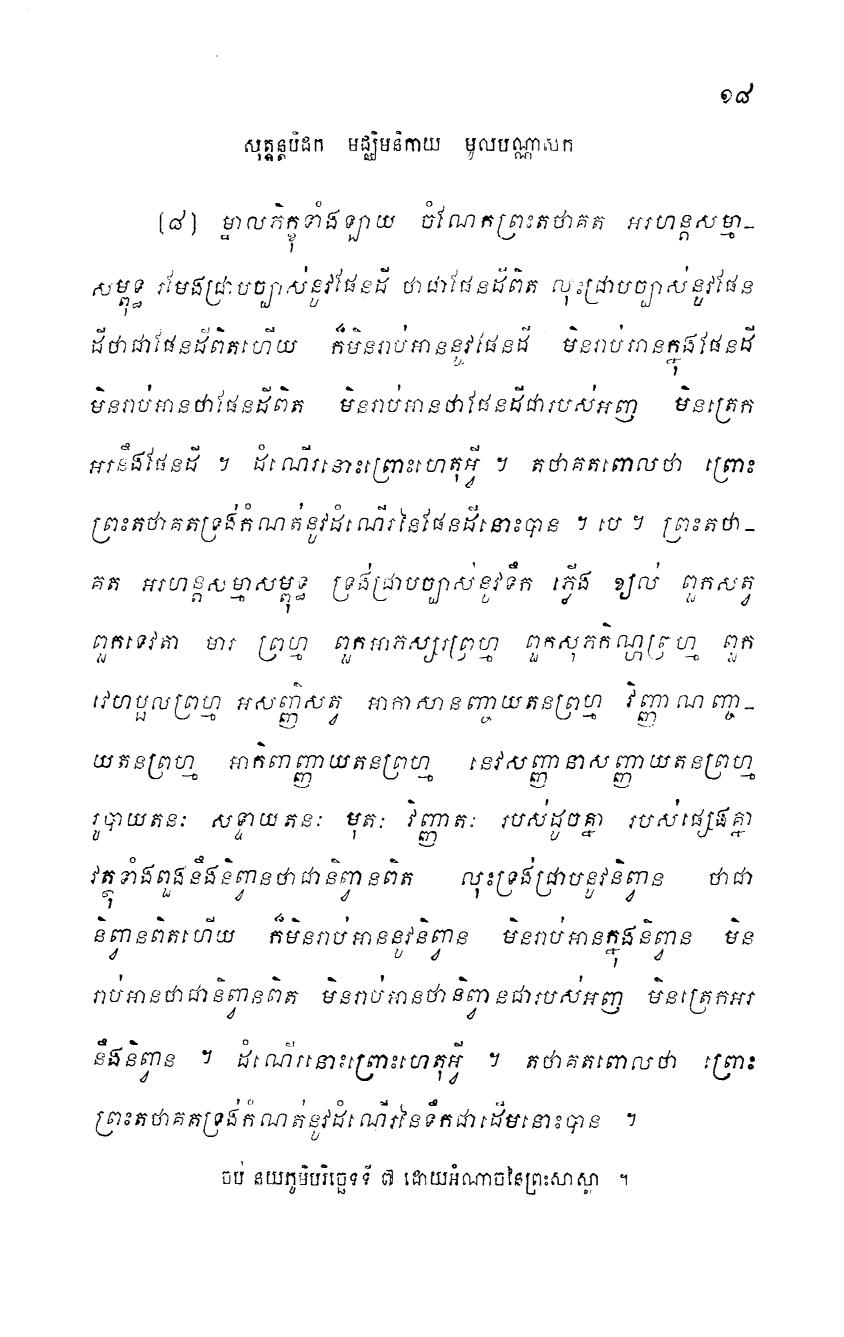 ១៨
សុត្តន្តបិដក មជ្ឈិមនិកាយ មូលបណ្ណាសក
(៨) ម្នាលភិក្ខុទាំងឡាយ ចំណែកព្រះតថាគត អរហន្តសម្មា-
សម្ពុទ្ធ រមែងជ្រាបច្បាស់នូវផែនដី ថាជាផែនដីពិត លុះជ្រាបច្បាស់នូវផែន
ដីថាជាផែនដីពិតហើយ ក៏មិនរាប់អាននូវផែនដី មិនរាប់អានក្នុងផែនដី
មិនរាប់អានថាផែនដីពិត មិនរាប់អានថាផែនដីជារបស់អញ មិនត្រេក
អរនឹងផែនដី ។ ដំណើរនោះព្រោះហេតុអ្វី ។ តថាគតពោលថា ព្រោះ
ព្រះតថាគតទ្រង់កំណត់នូវដំណើរនៃផែនដីនោះបាន ។ បេ ។ ព្រះតថា-
គត អរហន្តសម្មាសម្ពុទ្ធ ទ្រង់ជ្រាបច្បាស់នូវទឹក ភ្លើង ខ្យល់ ពួកសត្វ
ពួកទេវតា មារ ព្រហ្ម ពួកអាភស្សរព្រហ្ម ពួកសុភកិណ្ហព្រហ្ម ពួក
វេហប្ផលព្រហ្ម អសញ្ញីសត្វ អាកាសានញ្ចាយតនព្រហ្ម វិញ្ញាណញ្ចា-
យតនព្រហ្ម អាកិញ្ចញ្ញាយតនព្រហ្ម នេវសញ្ញានាសញ្ញាយតនព្រហ្ម
រូបាយតនៈ សទ្ទាយតនៈ មុតៈ វិញ្ញាតៈ របស់ដូចគ្នា របស់ផ្សេងគ្នា
វត្ថុទាំងពួងនឹងនិព្វានថាជានិព្វានពិត លុះទ្រង់ជ្រាបនូវនិព្វាន ថាជា
និព្វានពិតហើយ ក៏មិនរាប់អាននូវនិព្វាន មិនរាប់អានក្នុងនិព្វាន មិន
រាប់អានថាជានិព្វានពិត មិនរាប់អានថានិព្វានជារបស់អញ មិនត្រេកអរ
នឹងនិព្វាន ។ ដំណើរនោះព្រោះហេតុអ្វី ។ តថាគតពោលថា ព្រោះ
ព្រះតថាគតទ្រង់កំណត់នូវដំណើរនៃទឹកជាដើមនោះបាន ។
ចប់ នយភូមិបរិច្ឆេទទី ៧ ដោយអំណាចនៃព្រះសាស្តា ។